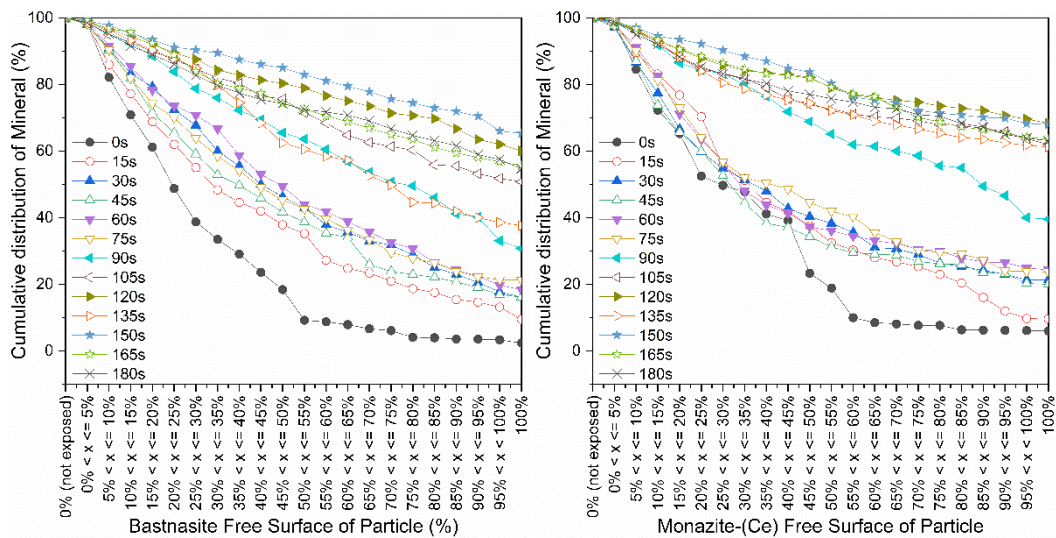 Cumulative distribution of Mineral (%)
100
80
60
40
20
0
0s
15s
30s
45s
60s
75s
90s
105s
120s
135s
150s
165s
180s
0% (not exposed)
0% < x <= 5%
5% < x <= 10%
10% < x <= 15%
15% < x <= 20%
20% < x <= 25%
25% < x <= 30%
30% < x <= 35%
35% < x <= 40%
40% < x <= 45%
45% < x <= 50%
50% < x <= 55%
55% < x <= 60%
60% < x <= 65%
65% < x <= 70%
70% < x <= 75%
75% < x <= 80%
80% < x <= 85%
85% < x <= 90%
90% < x <= 95%
95% < x < 100%
100%
Bastnasite Free Surface of Particle (%)
Cumulative distribution of Mineral (%)
100
80
60
40
20
0
0s
15s
30s
45s
60s
75s
90s
105s
120s
135s
150s
165s
180s
0% (not exposed)
0% < x <= 5%
5% < x <= 10%
10% < x <= 15%
15% < x <= 20%
20% < x <= 25%
25% < x <= 30%
30% < x <= 35%
35% < x <= 40%
40% < x <= 45%
45% < x <= 50%
50% < x <= 55%
55% < x <= 60%
60% < x <= 65%
65% < x <= 70%
70% < x <= 75%
75% < x <= 80%
80% < x <= 85%
85% < x <= 90%
90% < x <= 95%
95% < x < 100%
100%
Monazite-(Ce) Free Surface of Particle